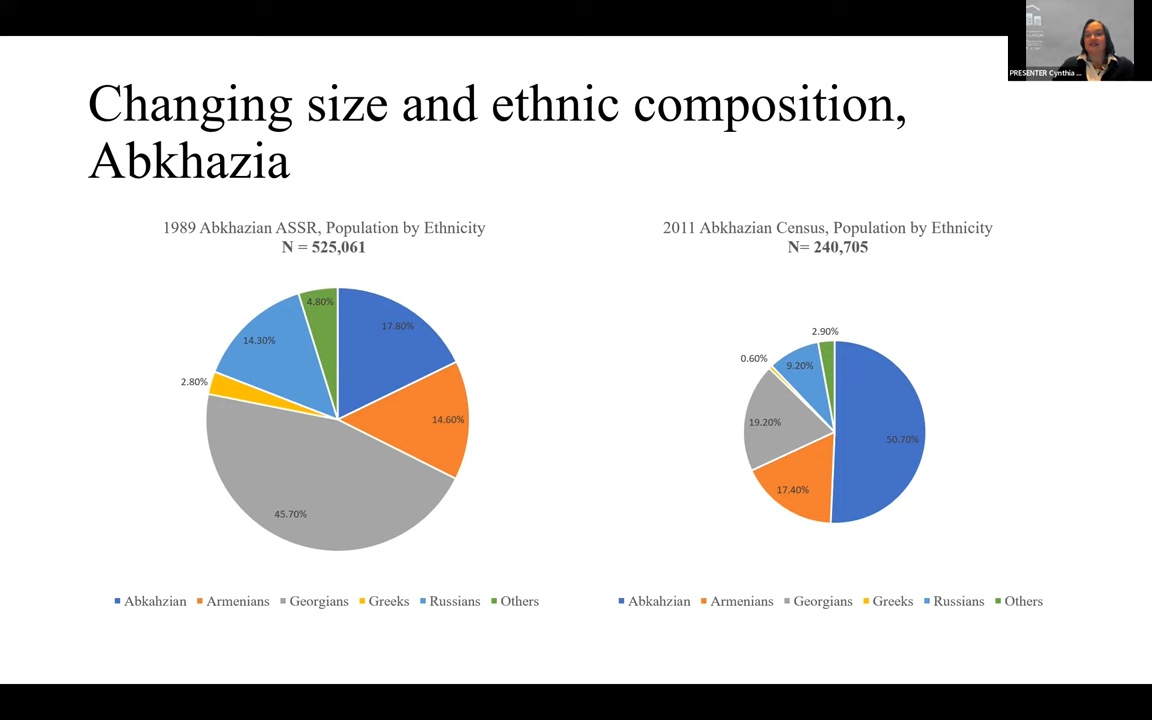 PRESENTER Cynthia ...
Changing size and ethnic composition,
Abkhazia
1989 Abkhazian ASSR, Population by Ethnicity
N = 525,061
4.80%
17.80%
14.30%
2.80%
14.60%
45.70%
Abkahzian Armenians Georgians Greeks Russians Others
2011 Abkhazian Census, Population by Ethnicity
N= 240,705
2.90%
0.60%
9.20%
19.20%
50.70%
17.40%
Abkahzian Armenians Georgians Greeks Russians Others